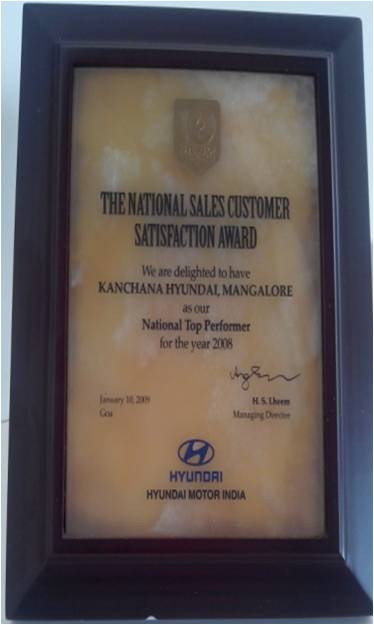 THE NATIONAL SALES CUSTOMER
SATISFACTION AWARD
We are delighted to have
KANCHANA HYUNDAI, MANGALORE
as our
National Top Performer
for the year 2008
January 10, 2009
Goa
H. S. Lheem
Managing Director
HYUNDAI
HYUNDAI MOTOR INDIA